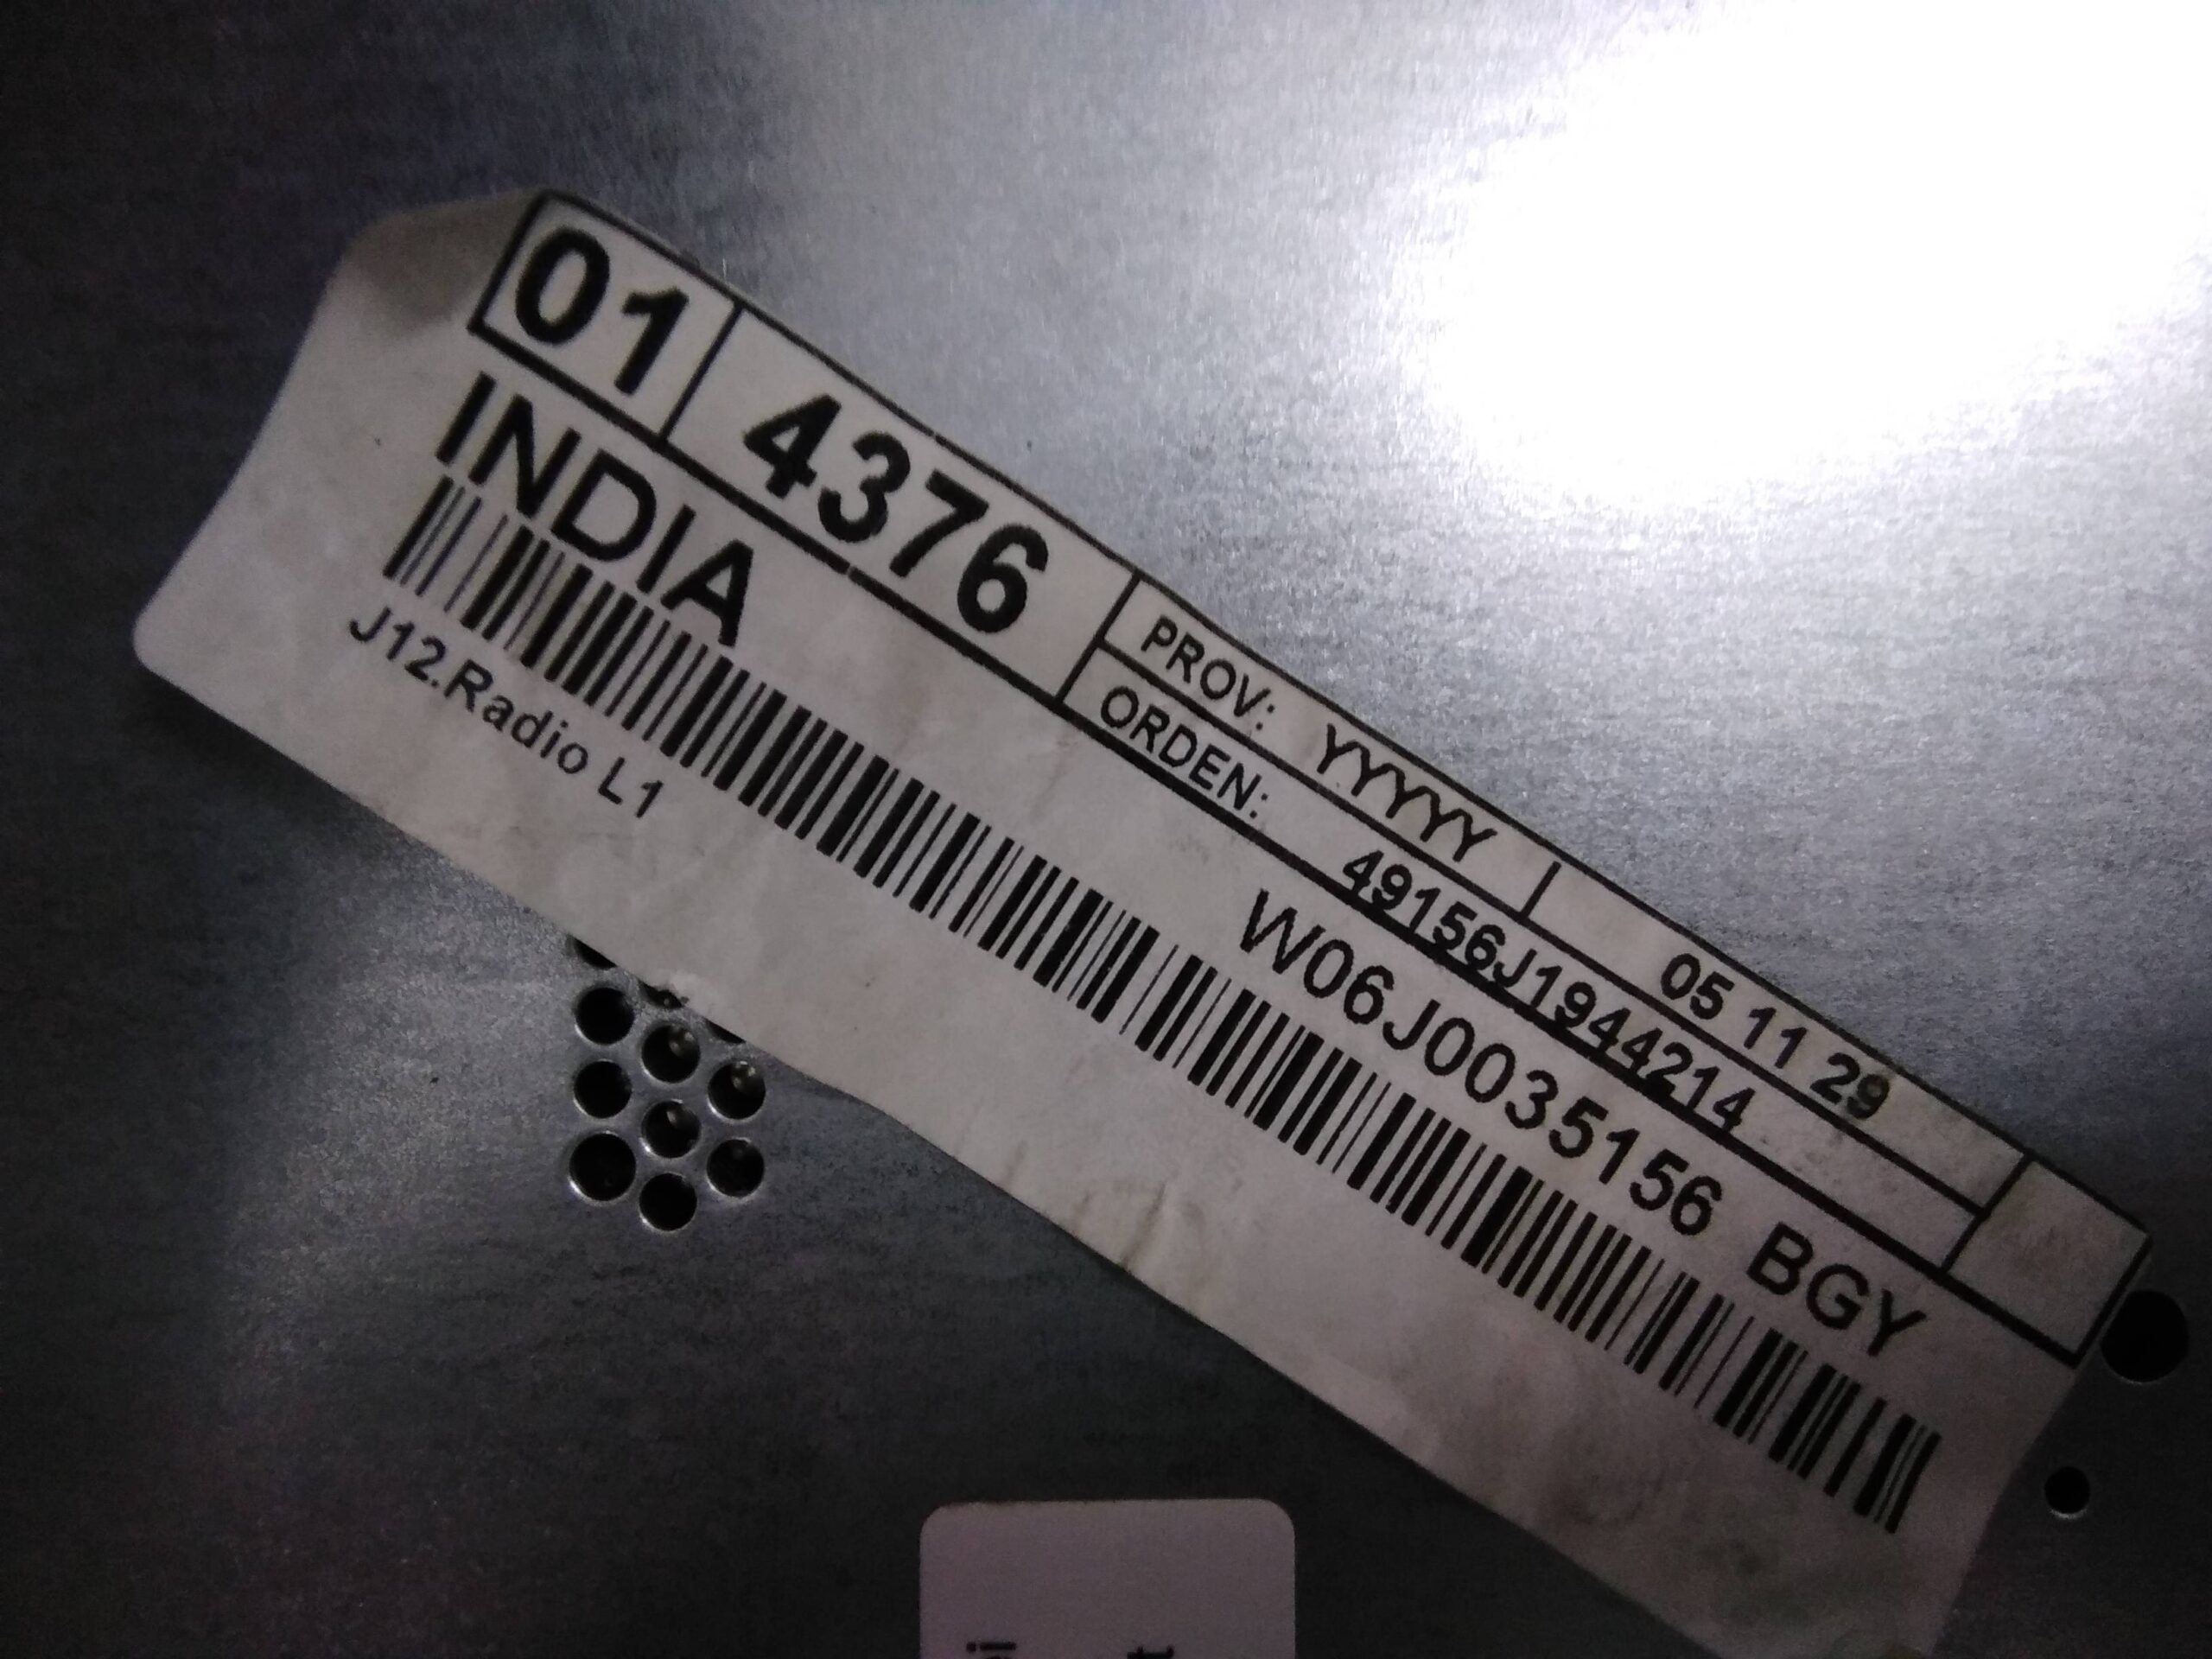 01 4376 PROV: YYYYY 05 11 29
ORDEN: 49156J1944214
INDIA W06J0035156 BGY
J12.Radio L1